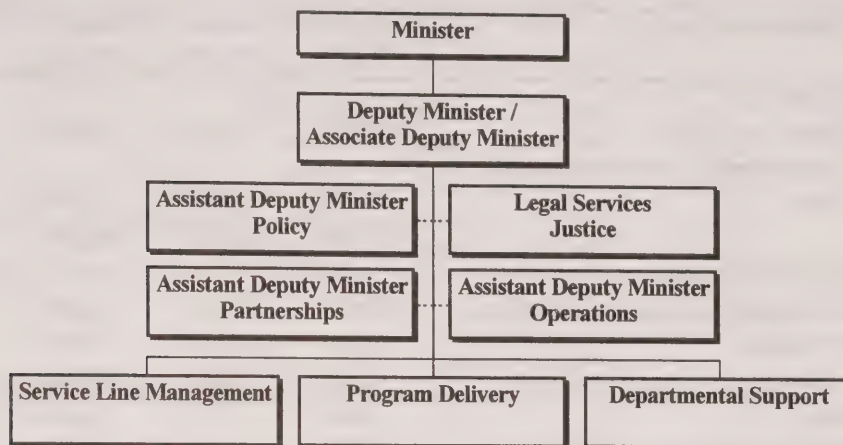 Minister
Deputy Minister /
Associate Deputy Minister
Assistant Deputy Minister
Policy
Legal Services
Justice
Assistant Deputy Minister
Partnerships
Assistant Deputy Minister
Operations
Service Line Management
Program Delivery
Departmental Support